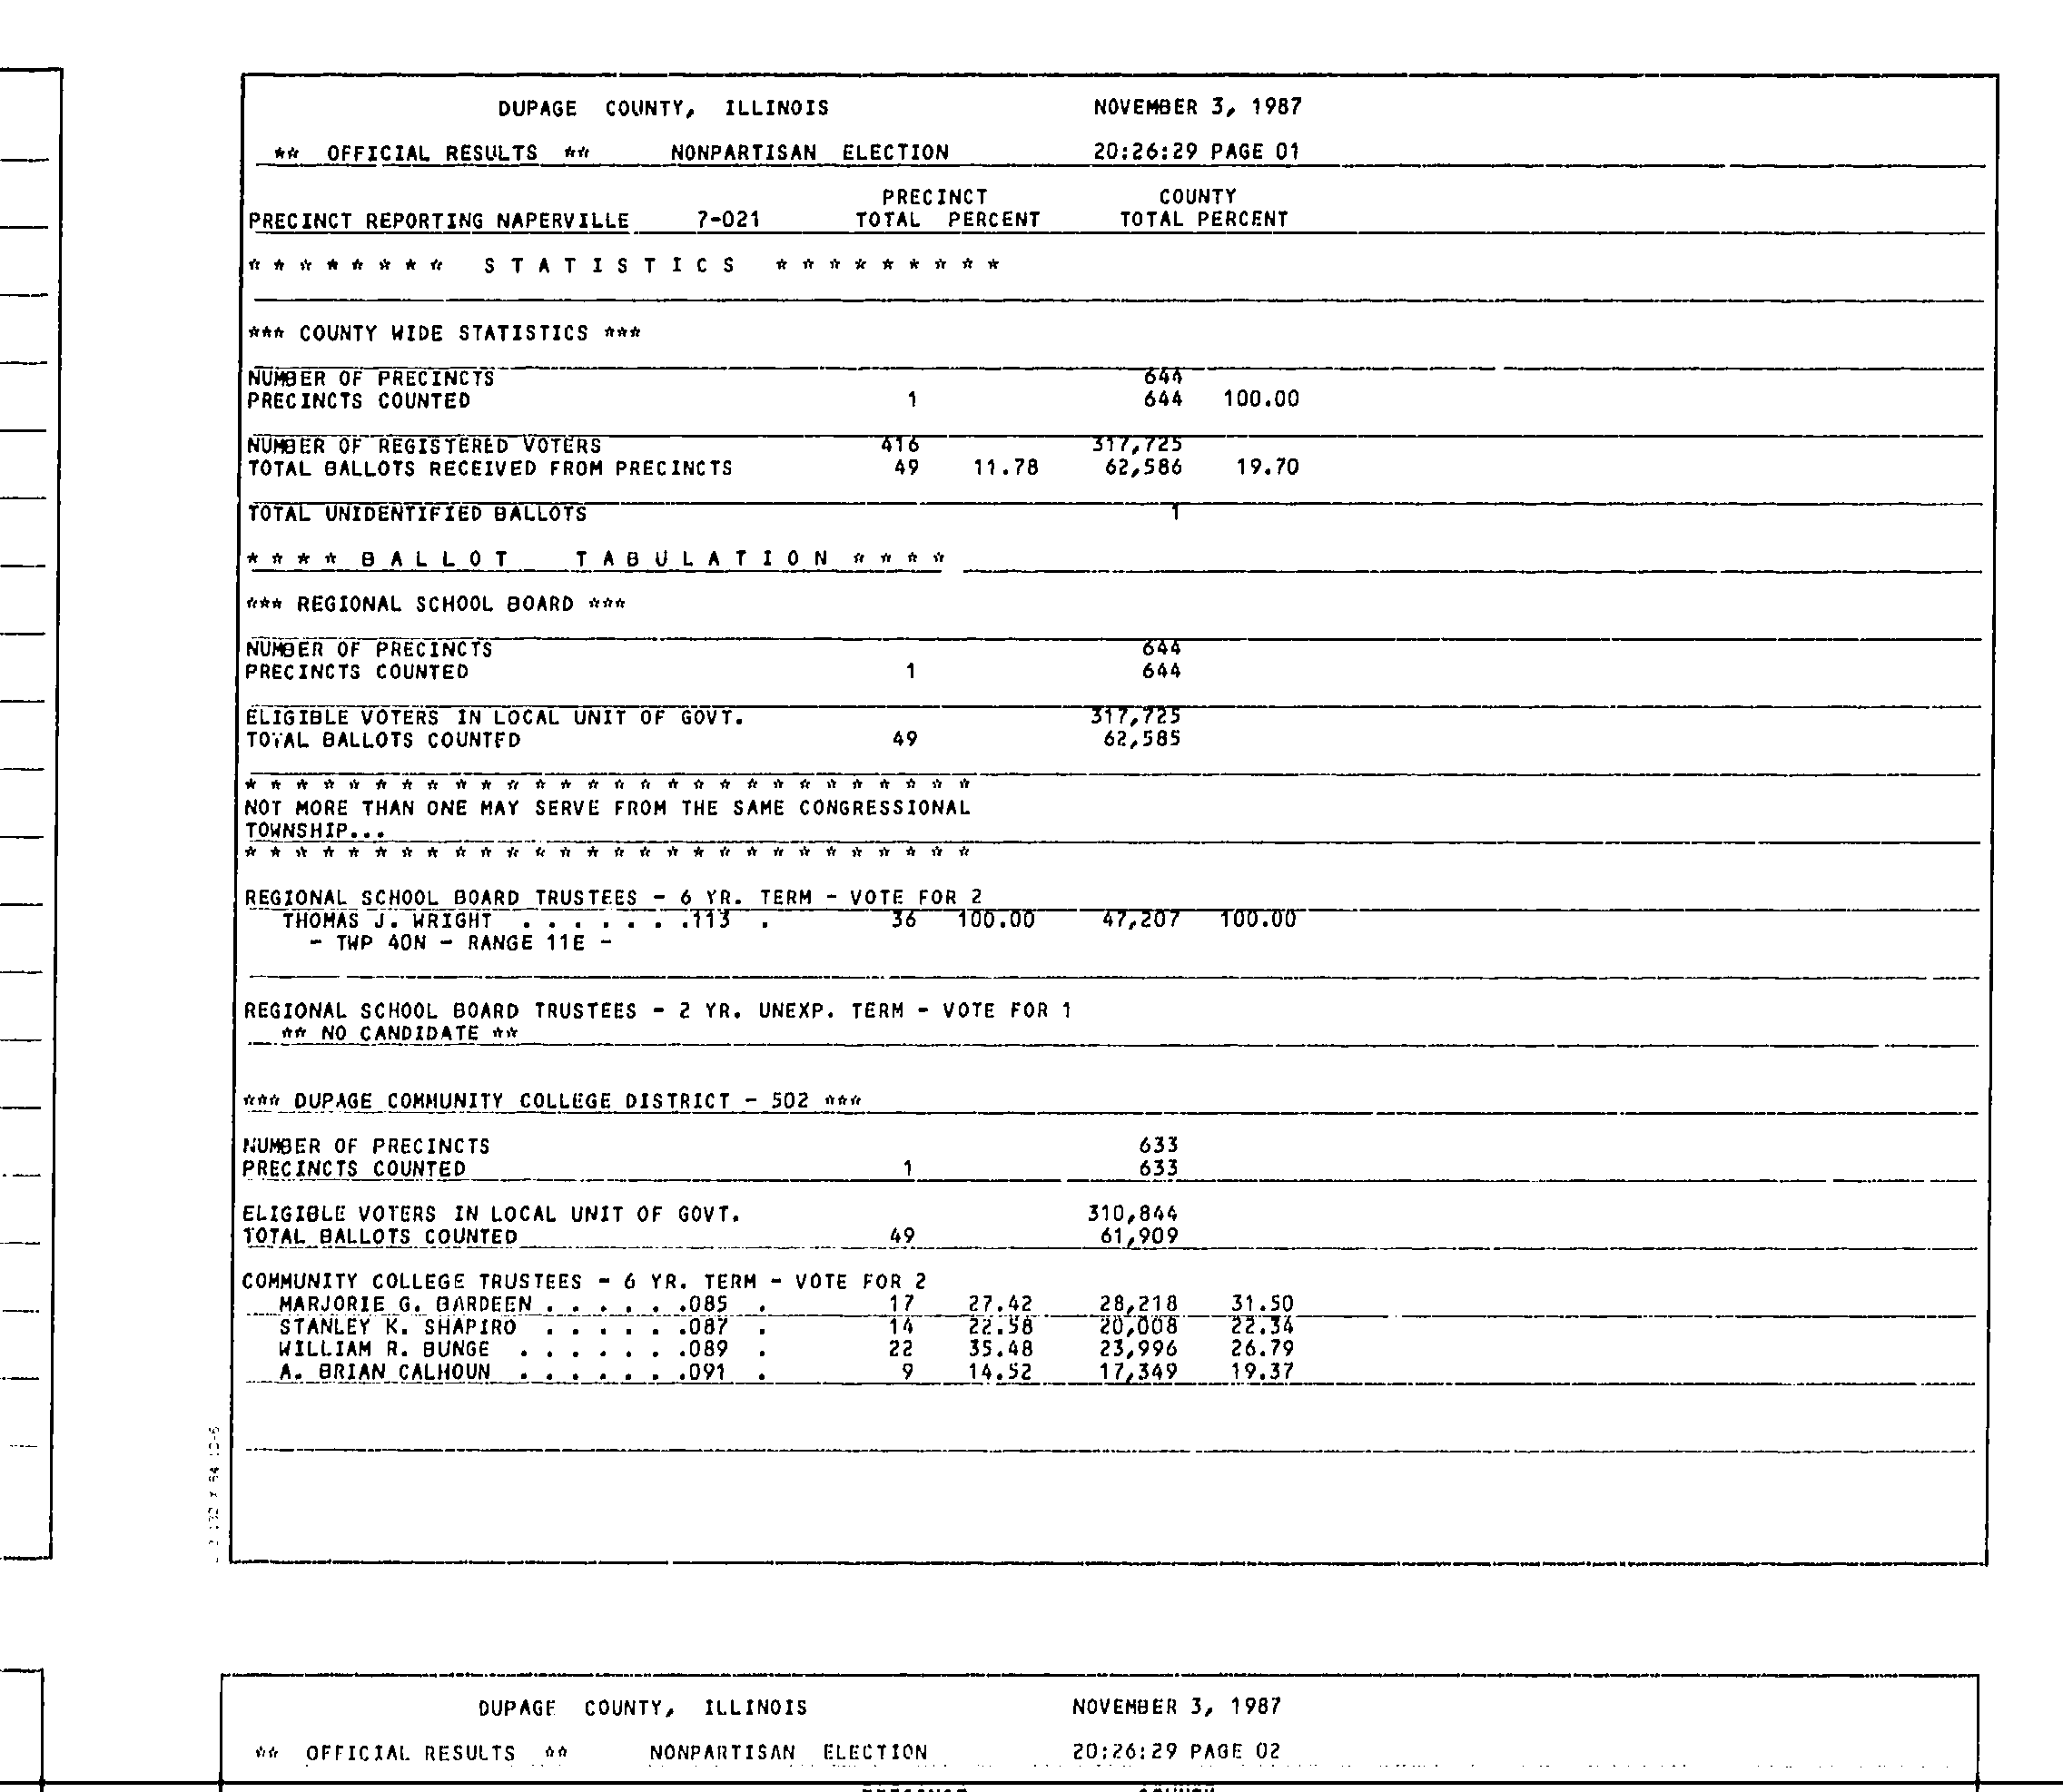 DUPAGE COUNTY, ILLINOIS NOVEMBER 3, 1987
** OFFICIAL RESULTS ** NONPARTISAN ELECTION 20:26:29 PAGE 01
PRECINCT COUNTY
PRECINCT REPORTING NAPERVILLE 7-021 TOTAL PERCENT TOTAL PERCENT
* * * * * * * * S T A T I S T I C S * * * * * * * * *
*** COUNTY WIDE STATISTICS ***
NUMBER OF PRECINCTS 644
PRECINCTS COUNTED 1 644 100.00
NUMBER OF REGISTERED VOTERS 416 317,725
TOTAL BALLOTS RECEIVED FROM PRECINCTS 49 11.78 62,586 19.70
TOTAL UNIDENTIFIED BALLOTS 1
* * * * B A L L O T T A B U L A T I O N * * * *
*** REGIONAL SCHOOL BOARD ***
NUMBER OF PRECINCTS 644
PRECINCTS COUNTED 1 644
ELIGIBLE VOTERS IN LOCAL UNIT OF GOVT. 317,725
TOTAL BALLOTS COUNTED 49 62,585
* * * * * * * * * * * * * * * * * * * * * * * * * * * *
NOT MORE THAN ONE MAY SERVE FROM THE SAME CONGRESSIONAL
TOWNSHIP...
* * * * * * * * * * * * * * * * * * * * * * * * * * * *
REGIONAL SCHOOL BOARD TRUSTEES - 6 YR. TERM - VOTE FOR 2
THOMAS J. WRIGHT . . . . . . .113 . 36 100.00 47,207 100.00
- TWP 40N - RANGE 11E -
REGIONAL SCHOOL BOARD TRUSTEES - 2 YR. UNEXP. TERM - VOTE FOR 1
** NO CANDIDATE **
*** DUPAGE COMMUNITY COLLEGE DISTRICT - 502 ***
NUMBER OF PRECINCTS 633
PRECINCTS COUNTED 1 633
ELIGIBLE VOTERS IN LOCAL UNIT OF GOVT. 310,844
TOTAL BALLOTS COUNTED 49 61,909
COMMUNITY COLLEGE TRUSTEES - 6 YR. TERM - VOTE FOR 2
MARJORIE G. BARDEEN . . . . . .085 . 17 27.42 28,218 31.50
STANLEY K. SHAPIRO . . . . . .087 . 14 22.58 20,008 22.34
WILLIAM R. BUNGE . . . . . . .089 . 22 35.48 23,996 26.79
A. BRIAN CALHOUN . . . . . . .091 . 9 14.52 17,349 19.37
DUPAGE COUNTY, ILLINOIS NOVEMBER 3, 1987
** OFFICIAL RESULTS ** NONPARTISAN ELECTION 20:26:29 PAGE 02